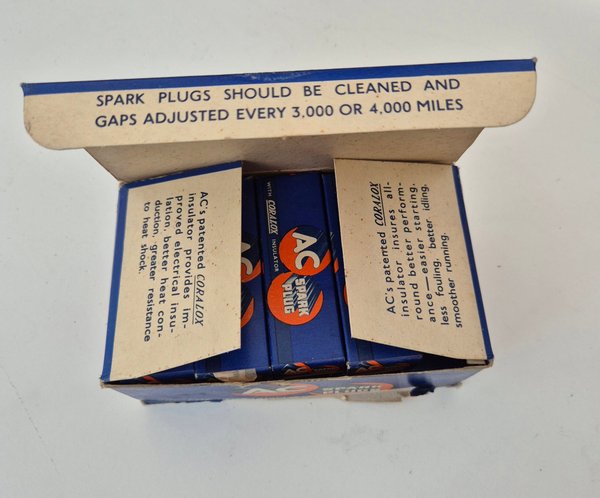 SPARK PLUGS SHOULD BE CLEANED AND
GAPS ADJUSTED EVERY 3,000 OR 4,000 MILES
AC's patented CORALOX
insulator provides im-
proved electrical insu-
lation, better heat con-
duction, greater resistance
to heat shock.
WITH CORALOX INSULATOR
AC
SPARK
PLUG
AC
AC's patented CORALOX
insulator insures all-
round better perform-
ance—easier starting,
less fouling, better idling,
smoother running.
AC